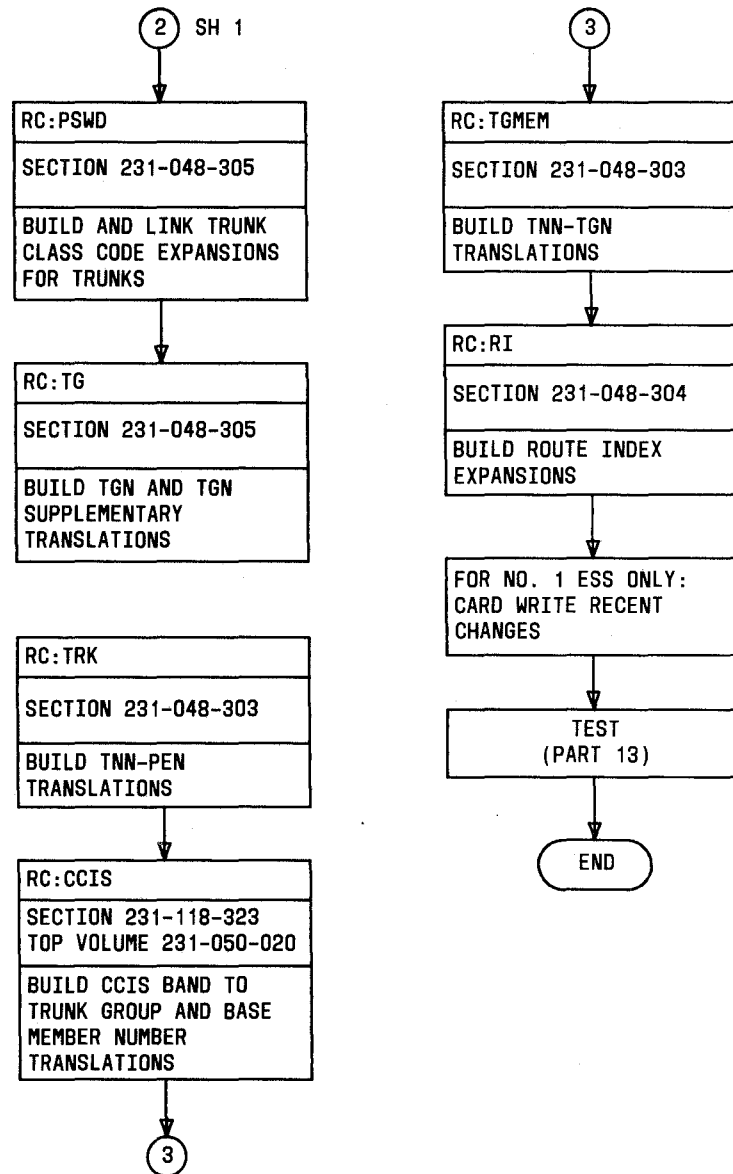 2 SH 1
RC:PSWD
SECTION 231-048-305
BUILD AND LINK TRUNK
CLASS CODE EXPANSIONS
FOR TRUNKS
RC:TG
SECTION 231-048-305
BUILD TGN AND TGN
SUPPLEMENTARY
TRANSLATIONS
RC:TRK
SECTION 231-048-303
BUILD TNN-PEN
TRANSLATIONS
RC:CCIS
SECTION 231-118-323
TOP VOLUME 231-050-020
BUILD CCIS BAND TO
TRUNK GROUP AND BASE
MEMBER NUMBER
TRANSLATIONS
3
3
RC:TGMEM
SECTION 231-048-303
BUILD TNN-TGN
TRANSLATIONS
RC:RI
SECTION 231-048-304
BUILD ROUTE INDEX
EXPANSIONS
FOR NO. 1 ESS ONLY:
CARD WRITE RECENT
CHANGES
TEST
(PART 13)
END